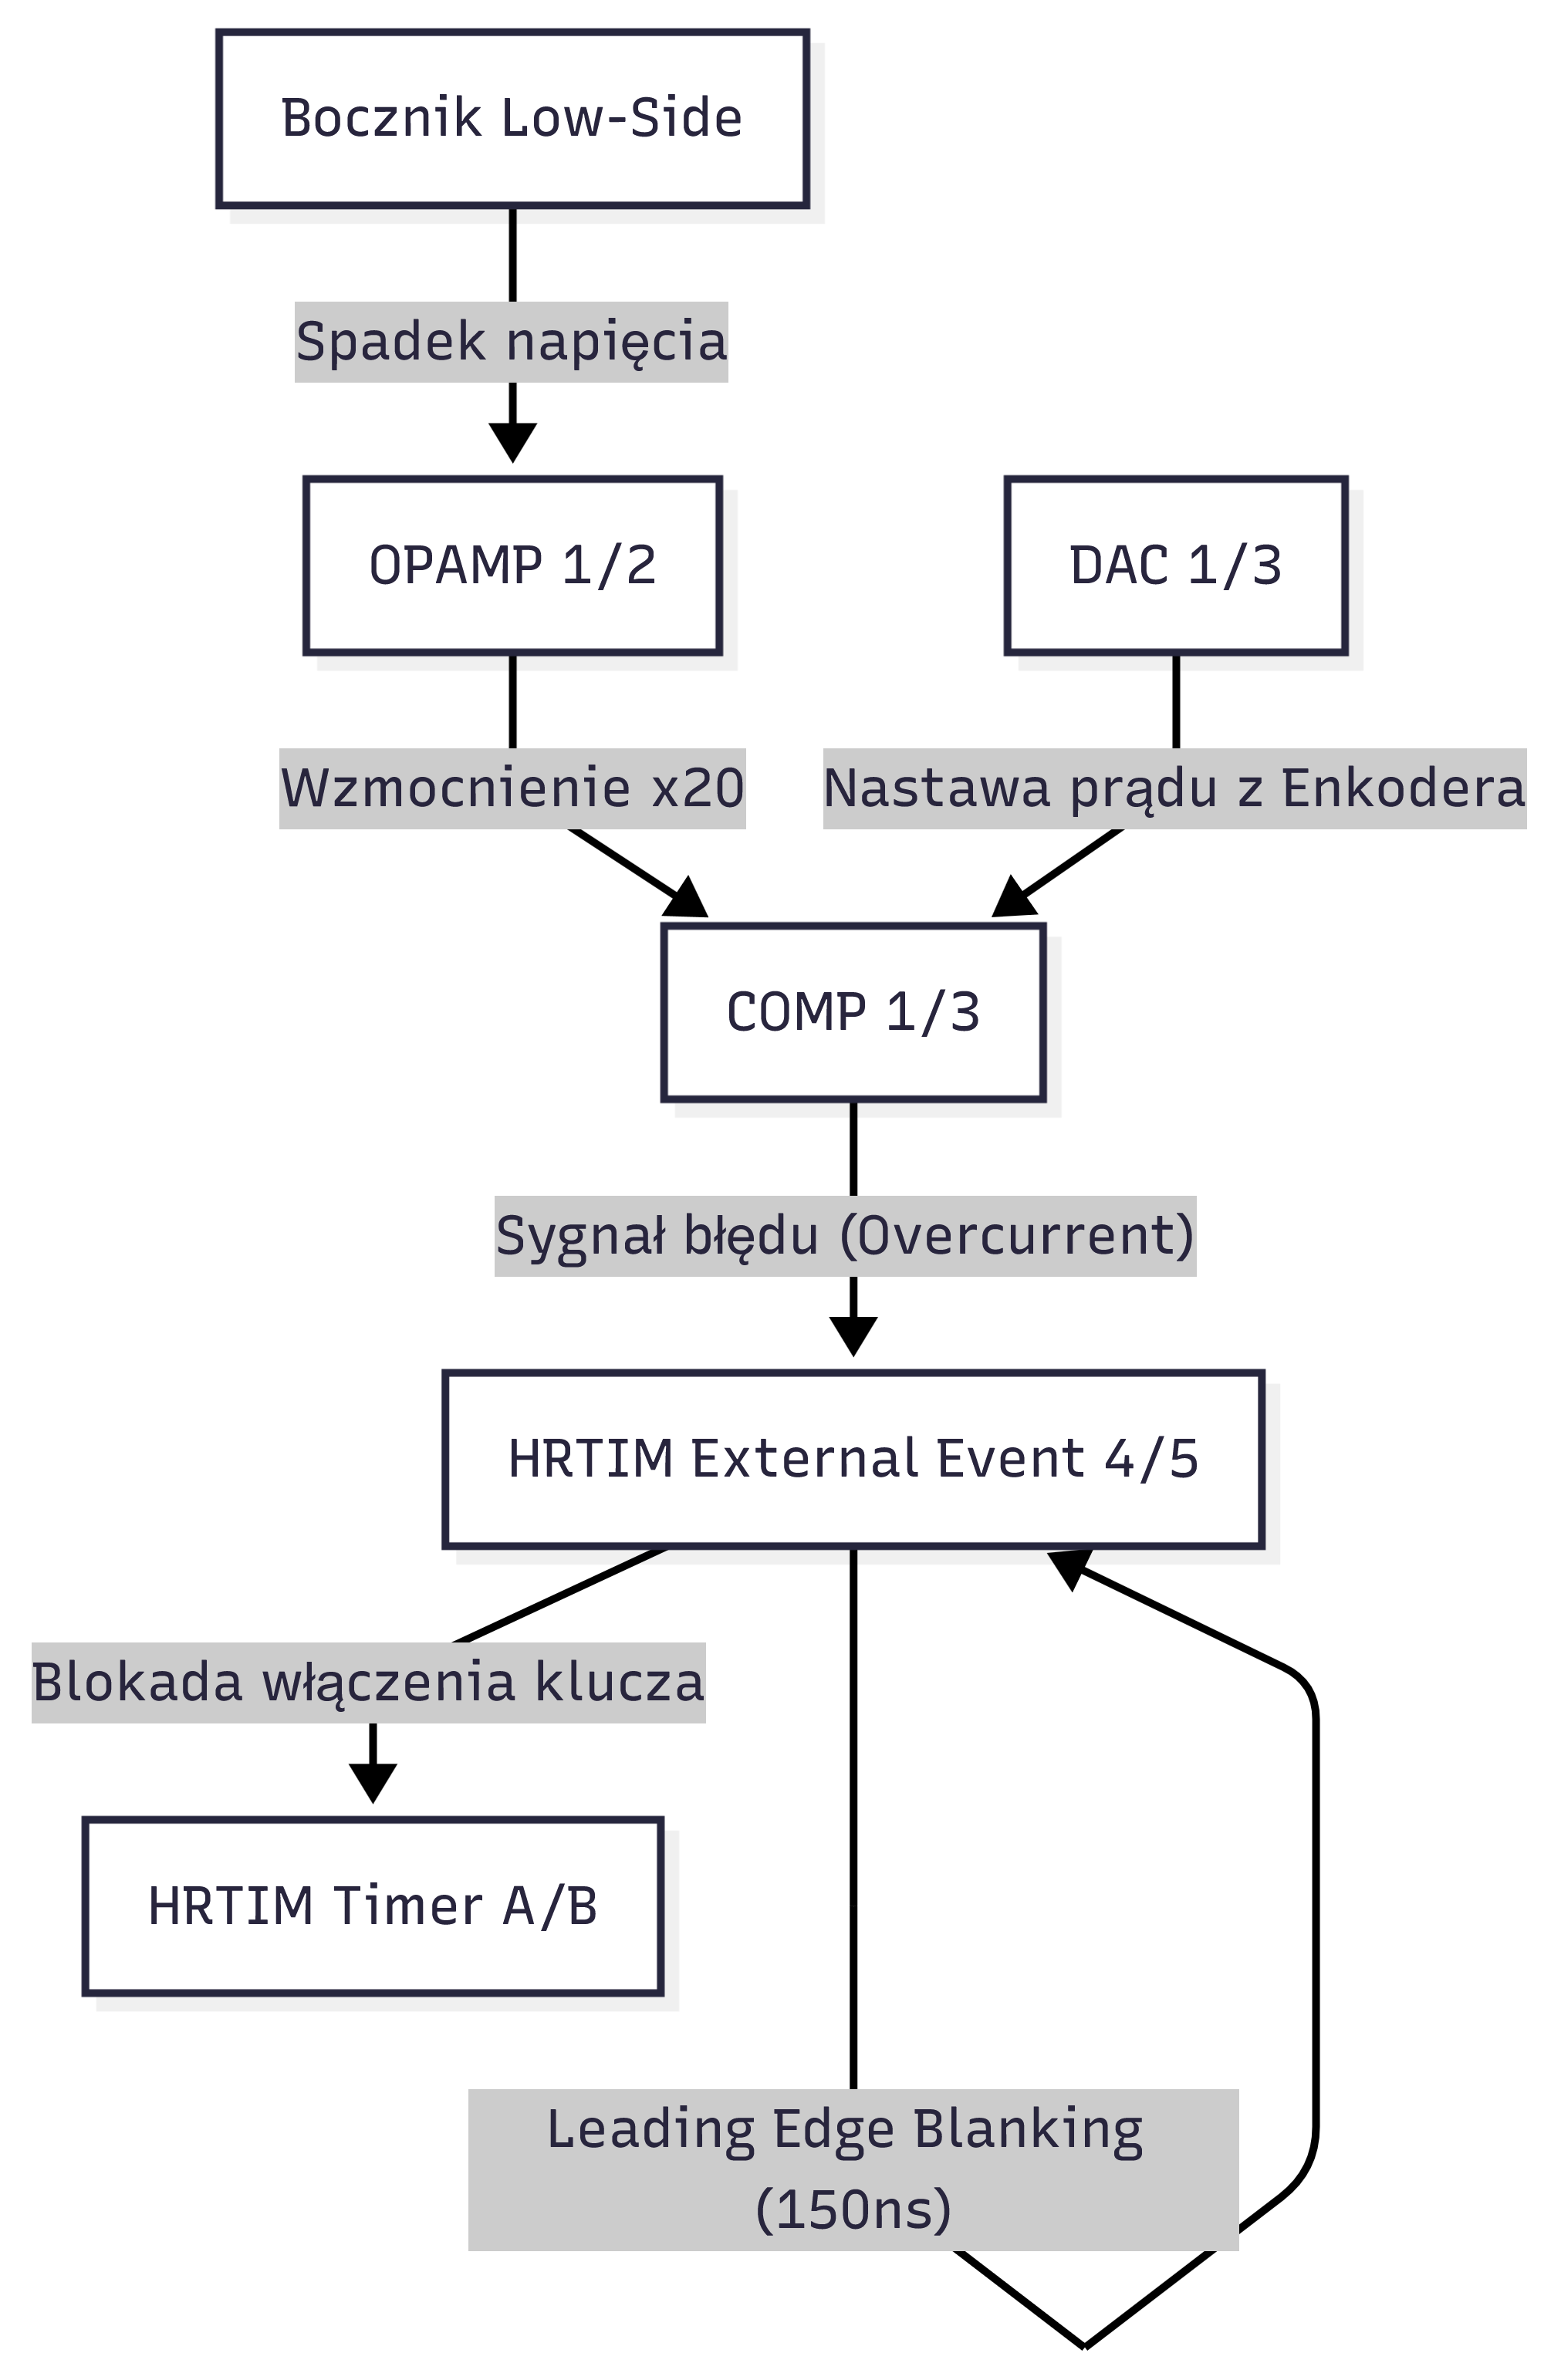 Bocznik Low-Side
Spadek napięcia
OPAMP 1/2
DAC 1/3
Wzmocnienie x20
Nastawa prądu z Enkodera
COMP 1/3
Sygnał błędu (Overcurrent)
HRTIM External Event 4/5
Blokada włączenia klucza
HRTIM Timer A/B
Leading Edge Blanking
(150ns)